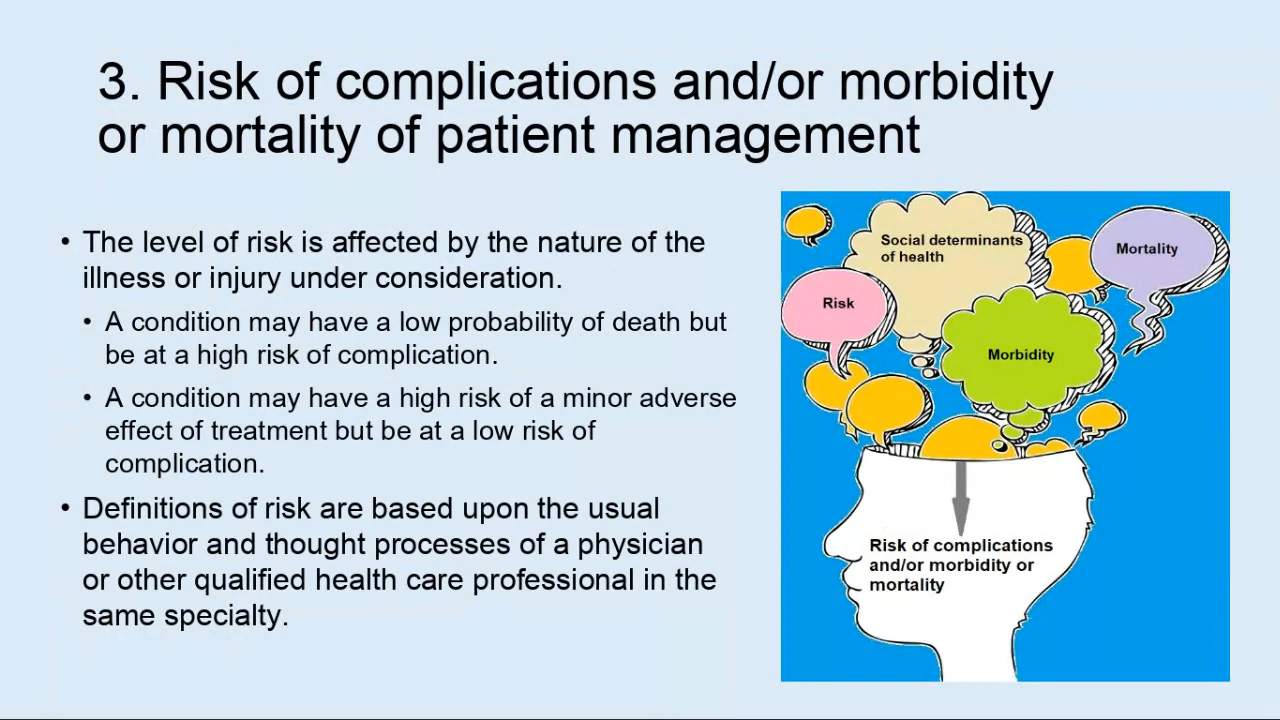 3. Risk of complications and/or morbidity
or mortality of patient management
• The level of risk is affected by the nature of the
illness or injury under consideration.
• A condition may have a low probability of death but
be at a high risk of complication.
• A condition may have a high risk of a minor adverse
effect of treatment but be at a low risk of
complication.
• Definitions of risk are based upon the usual
behavior and thought processes of a physician
or other qualified health care professional in the
same specialty.
Social determinants
of health
Mortality
Risk
Morbidity
Risk of complications
and/or morbidity or
mortality